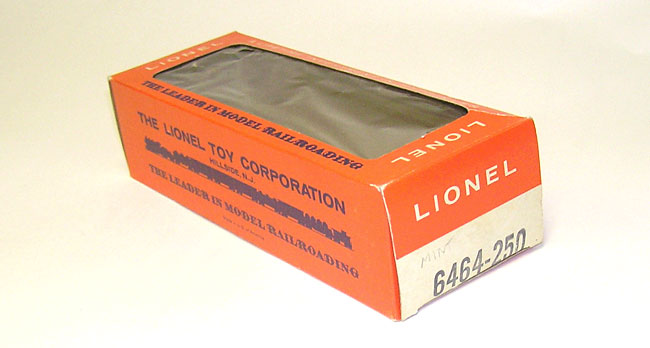 LIONEL
THE LEADER IN MODEL RAILROADING
LIONEL
THE LIONEL TOY CORPORATION
HILLSIDE, N.J.
THE LEADER IN MODEL RAILROADING
LIONEL
MINT
6464-250